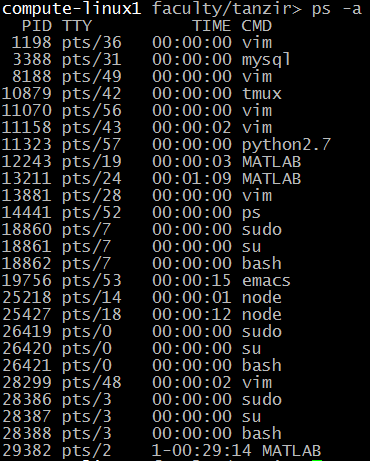 compute-linux1 faculty/tanzir> ps -a
PID TTY TIME CMD
1198 pts/36 00:00:00 vim
3388 pts/31 00:00:00 mysql
8188 pts/49 00:00:00 vim
10879 pts/42 00:00:00 tmux
11070 pts/56 00:00:00 vim
11158 pts/43 00:00:02 vim
11323 pts/57 00:00:00 python2.7
12243 pts/19 00:00:03 MATLAB
13211 pts/24 00:01:09 MATLAB
13881 pts/28 00:00:00 vim
14441 pts/52 00:00:00 ps
18860 pts/7 00:00:00 sudo
18861 pts/7 00:00:00 su
18862 pts/7 00:00:00 bash
19756 pts/53 00:00:15 emacs
25218 pts/14 00:00:01 node
25427 pts/18 00:00:12 node
26419 pts/0 00:00:00 sudo
26420 pts/0 00:00:00 su
26421 pts/0 00:00:00 bash
28299 pts/48 00:00:02 vim
28386 pts/3 00:00:00 sudo
28387 pts/3 00:00:00 su
28388 pts/3 00:00:00 bash
29382 pts/2 1-00:29:14 MATLAB